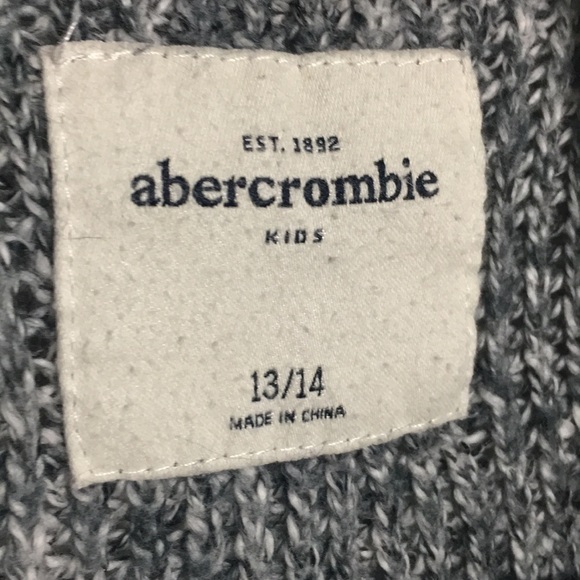 EST. 1892
abercrombie
KIDS
13/14
MADE IN CHINA